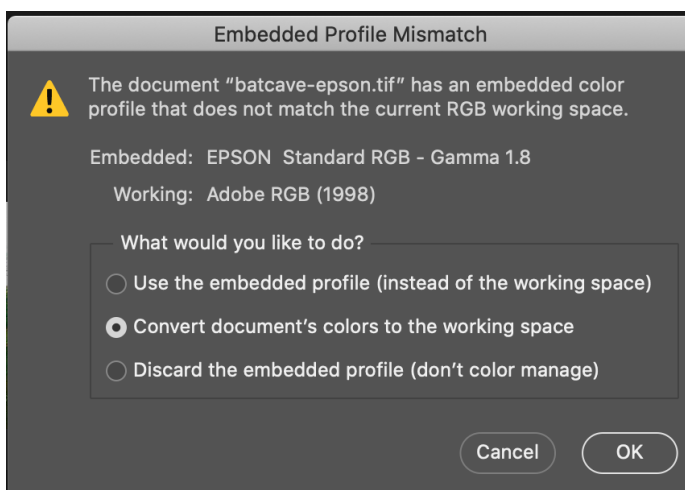 Embedded Profile Mismatch
The document “batcave-epson.tif” has an embedded color
profile that does not match the current RGB working space.
Embedded: EPSON  Standard RGB - Gamma 1.8
Working: Adobe RGB (1998)
What would you like to do?
Use the embedded profile (instead of the working space)
Convert document’s colors to the working space
Discard the embedded profile (don’t color manage)
Cancel OK